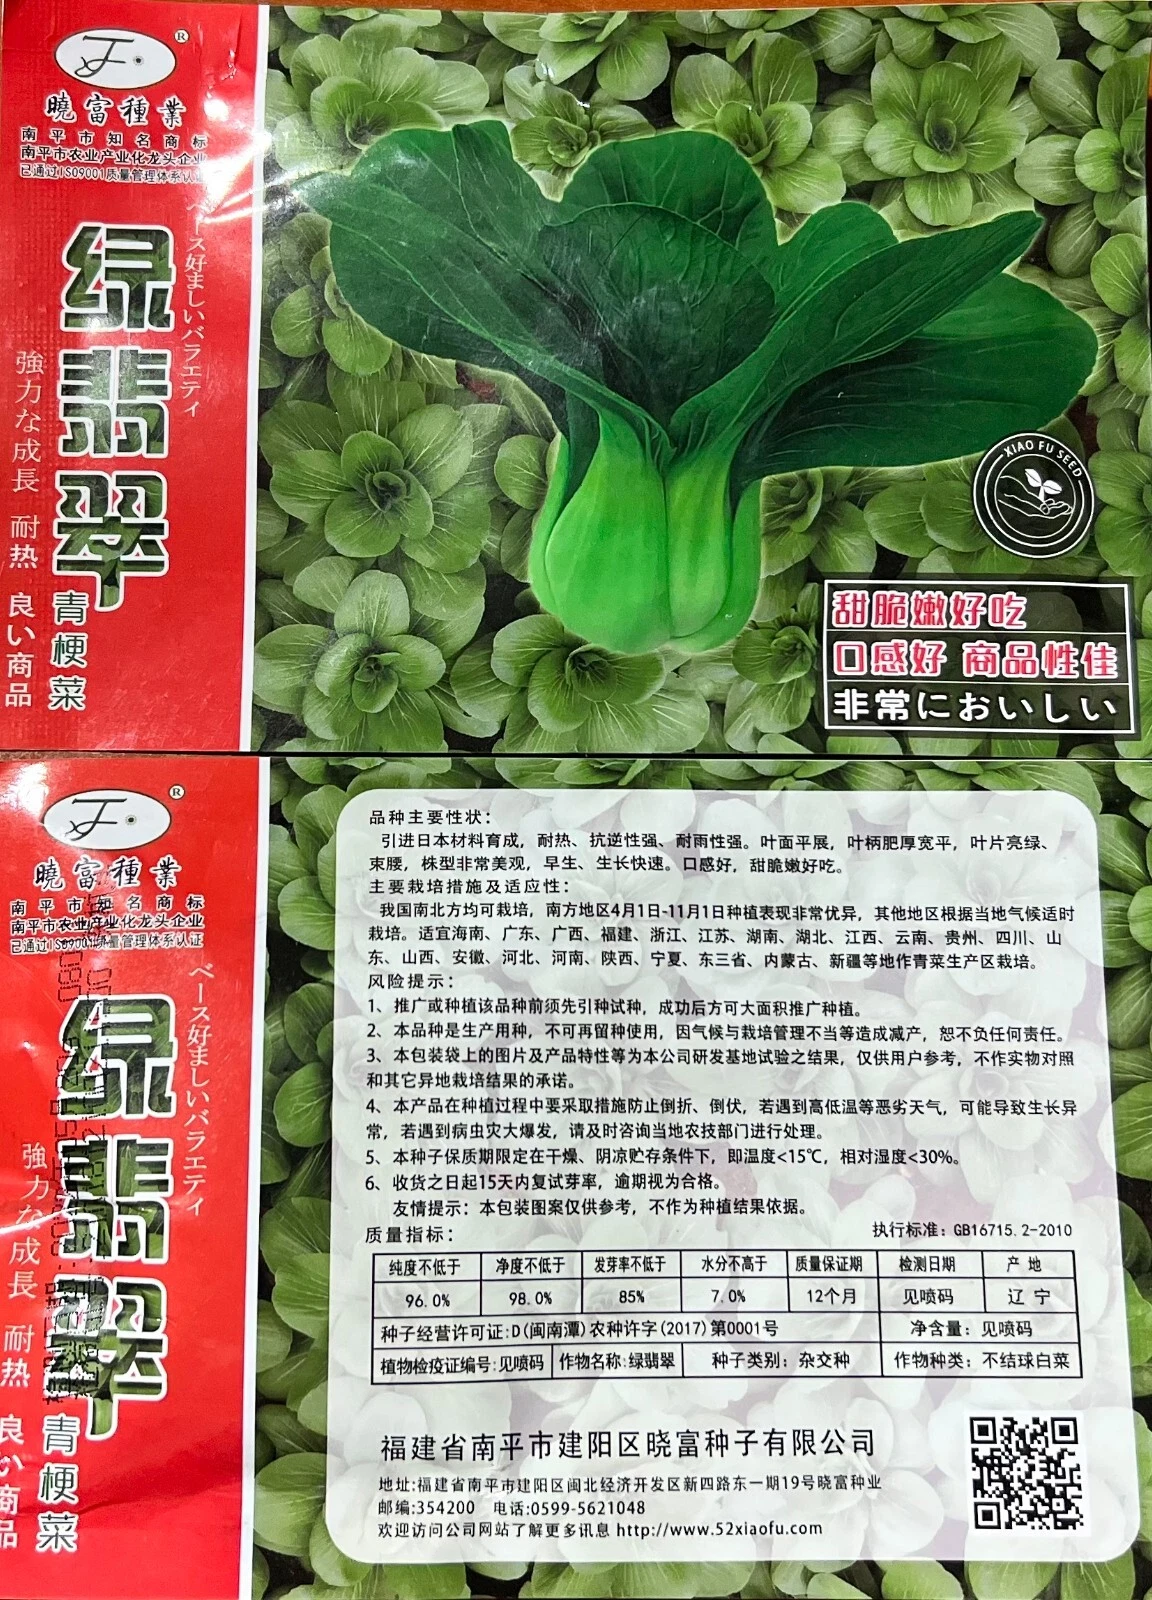 ®
曉富種業
南平市知名商标
南平市农业产业化龙头企业
已通过ISO9001质量管理体系认证
ベース好ましいバラエティ
绿翡翠
強力な成長 耐热 良い商品
青梗菜
XIAO FU SEED
甜脆嫩好吃
口感好 商品性佳
非常においしい
®
曉富種業
南平市知名商标
南平市农业产业化龙头企业
已通过ISO9001质量管理体系认证
ベース好ましいバラエティ
绿翡翠
強力な成長 耐热 良い商品
青梗菜
品种主要性状：
引进日本材料育成，耐热、抗逆性强、耐雨性强。叶面平展，叶柄肥厚宽平，叶片亮绿、
束腰，株型非常美观，早生、生长快速。口感好，甜脆嫩好吃。
主要栽培措施及适应性：
我国南北方均可栽培，南方地区4月1日-11月1日种植表现非常优异，其他地区根据当地气候适时
栽培。适宜海南、广东、广西、福建、浙江、江苏、湖南、湖北、江西、云南、贵州、四川、山
东、山西、安徽、河北、河南、陕西、宁夏、东三省、内蒙古、新疆等地作青菜生产区栽培。
风险提示：
1、推广或种植该品种前须先引种试种，成功后方可大面积推广种植。
2、本品种是生产用种，不可再留种使用，因气候与栽培管理不当等造成减产，恕不负任何责任。
3、本包装袋上的图片及产品特性等为本公司研发基地试验之结果，仅供用户参考，不作实物对照
和其它异地栽培结果的承诺。
4、本产品在种植过程中要采取措施防止倒折、倒伏，若遇到高低温等恶劣天气，可能导致生长异
常，若遇到病虫灾大爆发，请及时咨询当地农技部门进行处理。
5、本种子保质期限定在干燥、阴凉贮存条件下，即温度<15℃，相对湿度<30%。
6、收货之日起15天内复试芽率，逾期视为合格。
友情提示：本包装图案仅供参考，不作为种植结果依据。
质量指标： 执行标准：GB16715.2-2010
纯度不低于 净度不低于 发芽率不低于 水分不高于 质量保证期 检测日期 产 地
96.0% 98.0% 85% 7.0% 12个月 见喷码 辽 宁
种子经营许可证:D(闽南潭)农种许字(2017)第0001号 净含量：见喷码
植物检疫证编号:见喷码 作物名称:绿翡翠 种子类别：杂交种 作物种类：不结球白菜
福建省南平市建阳区晓富种子有限公司
地址:福建省南平市建阳区闽北经济开发区新四路东一期19号晓富种业
邮编:354200 电话:0599-5621048
欢迎访问公司网站了解更多讯息 http://www.52xiaofu.com